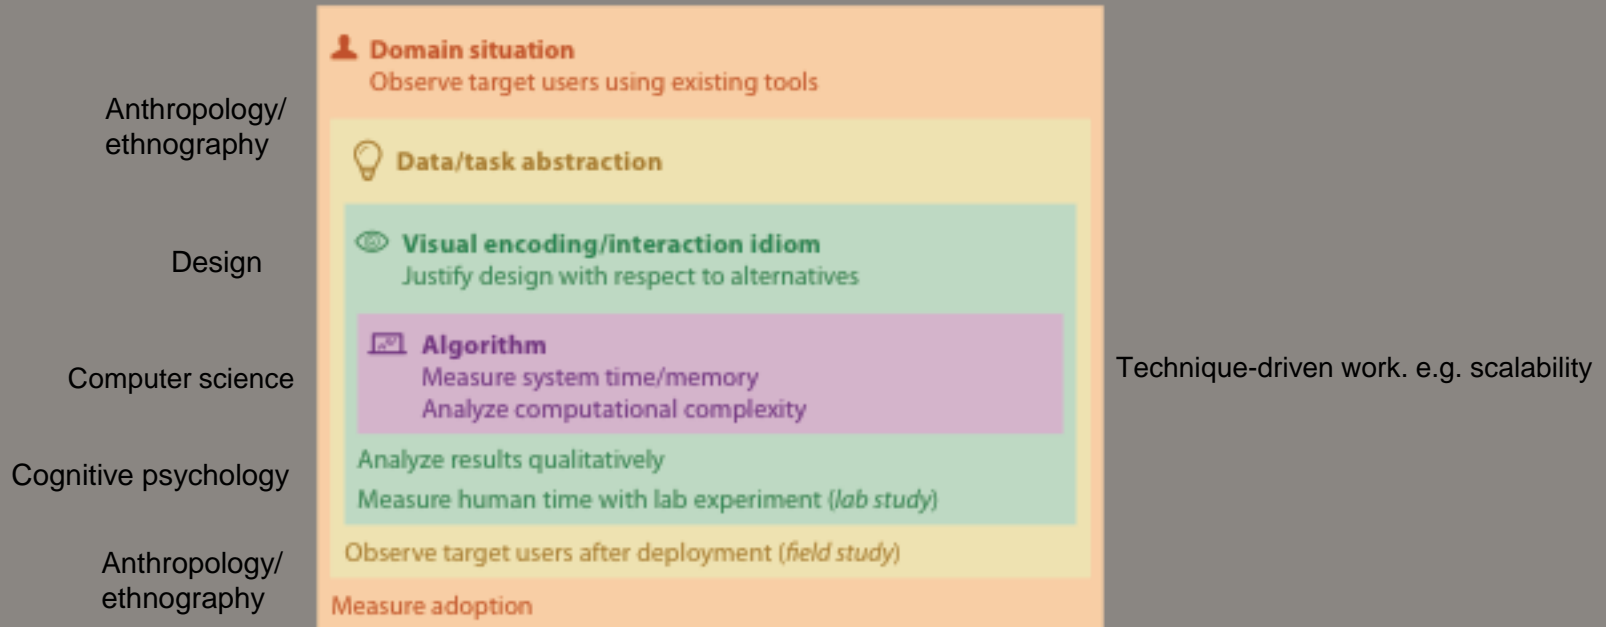 Domain situation
Observe target users using existing tools
Anthropology/
ethnography
Data/task abstraction
Design
Visual encoding/interaction idiom
Justify design with respect to alternatives
Computer science
Algorithm
Measure system time/memory
Analyze computational complexity
Technique-driven work. e.g. scalability
Cognitive psychology
Analyze results qualitatively
Measure human time with lab experiment (lab study)
Anthropology/
ethnography
Observe target users after deployment (field study)
Measure adoption